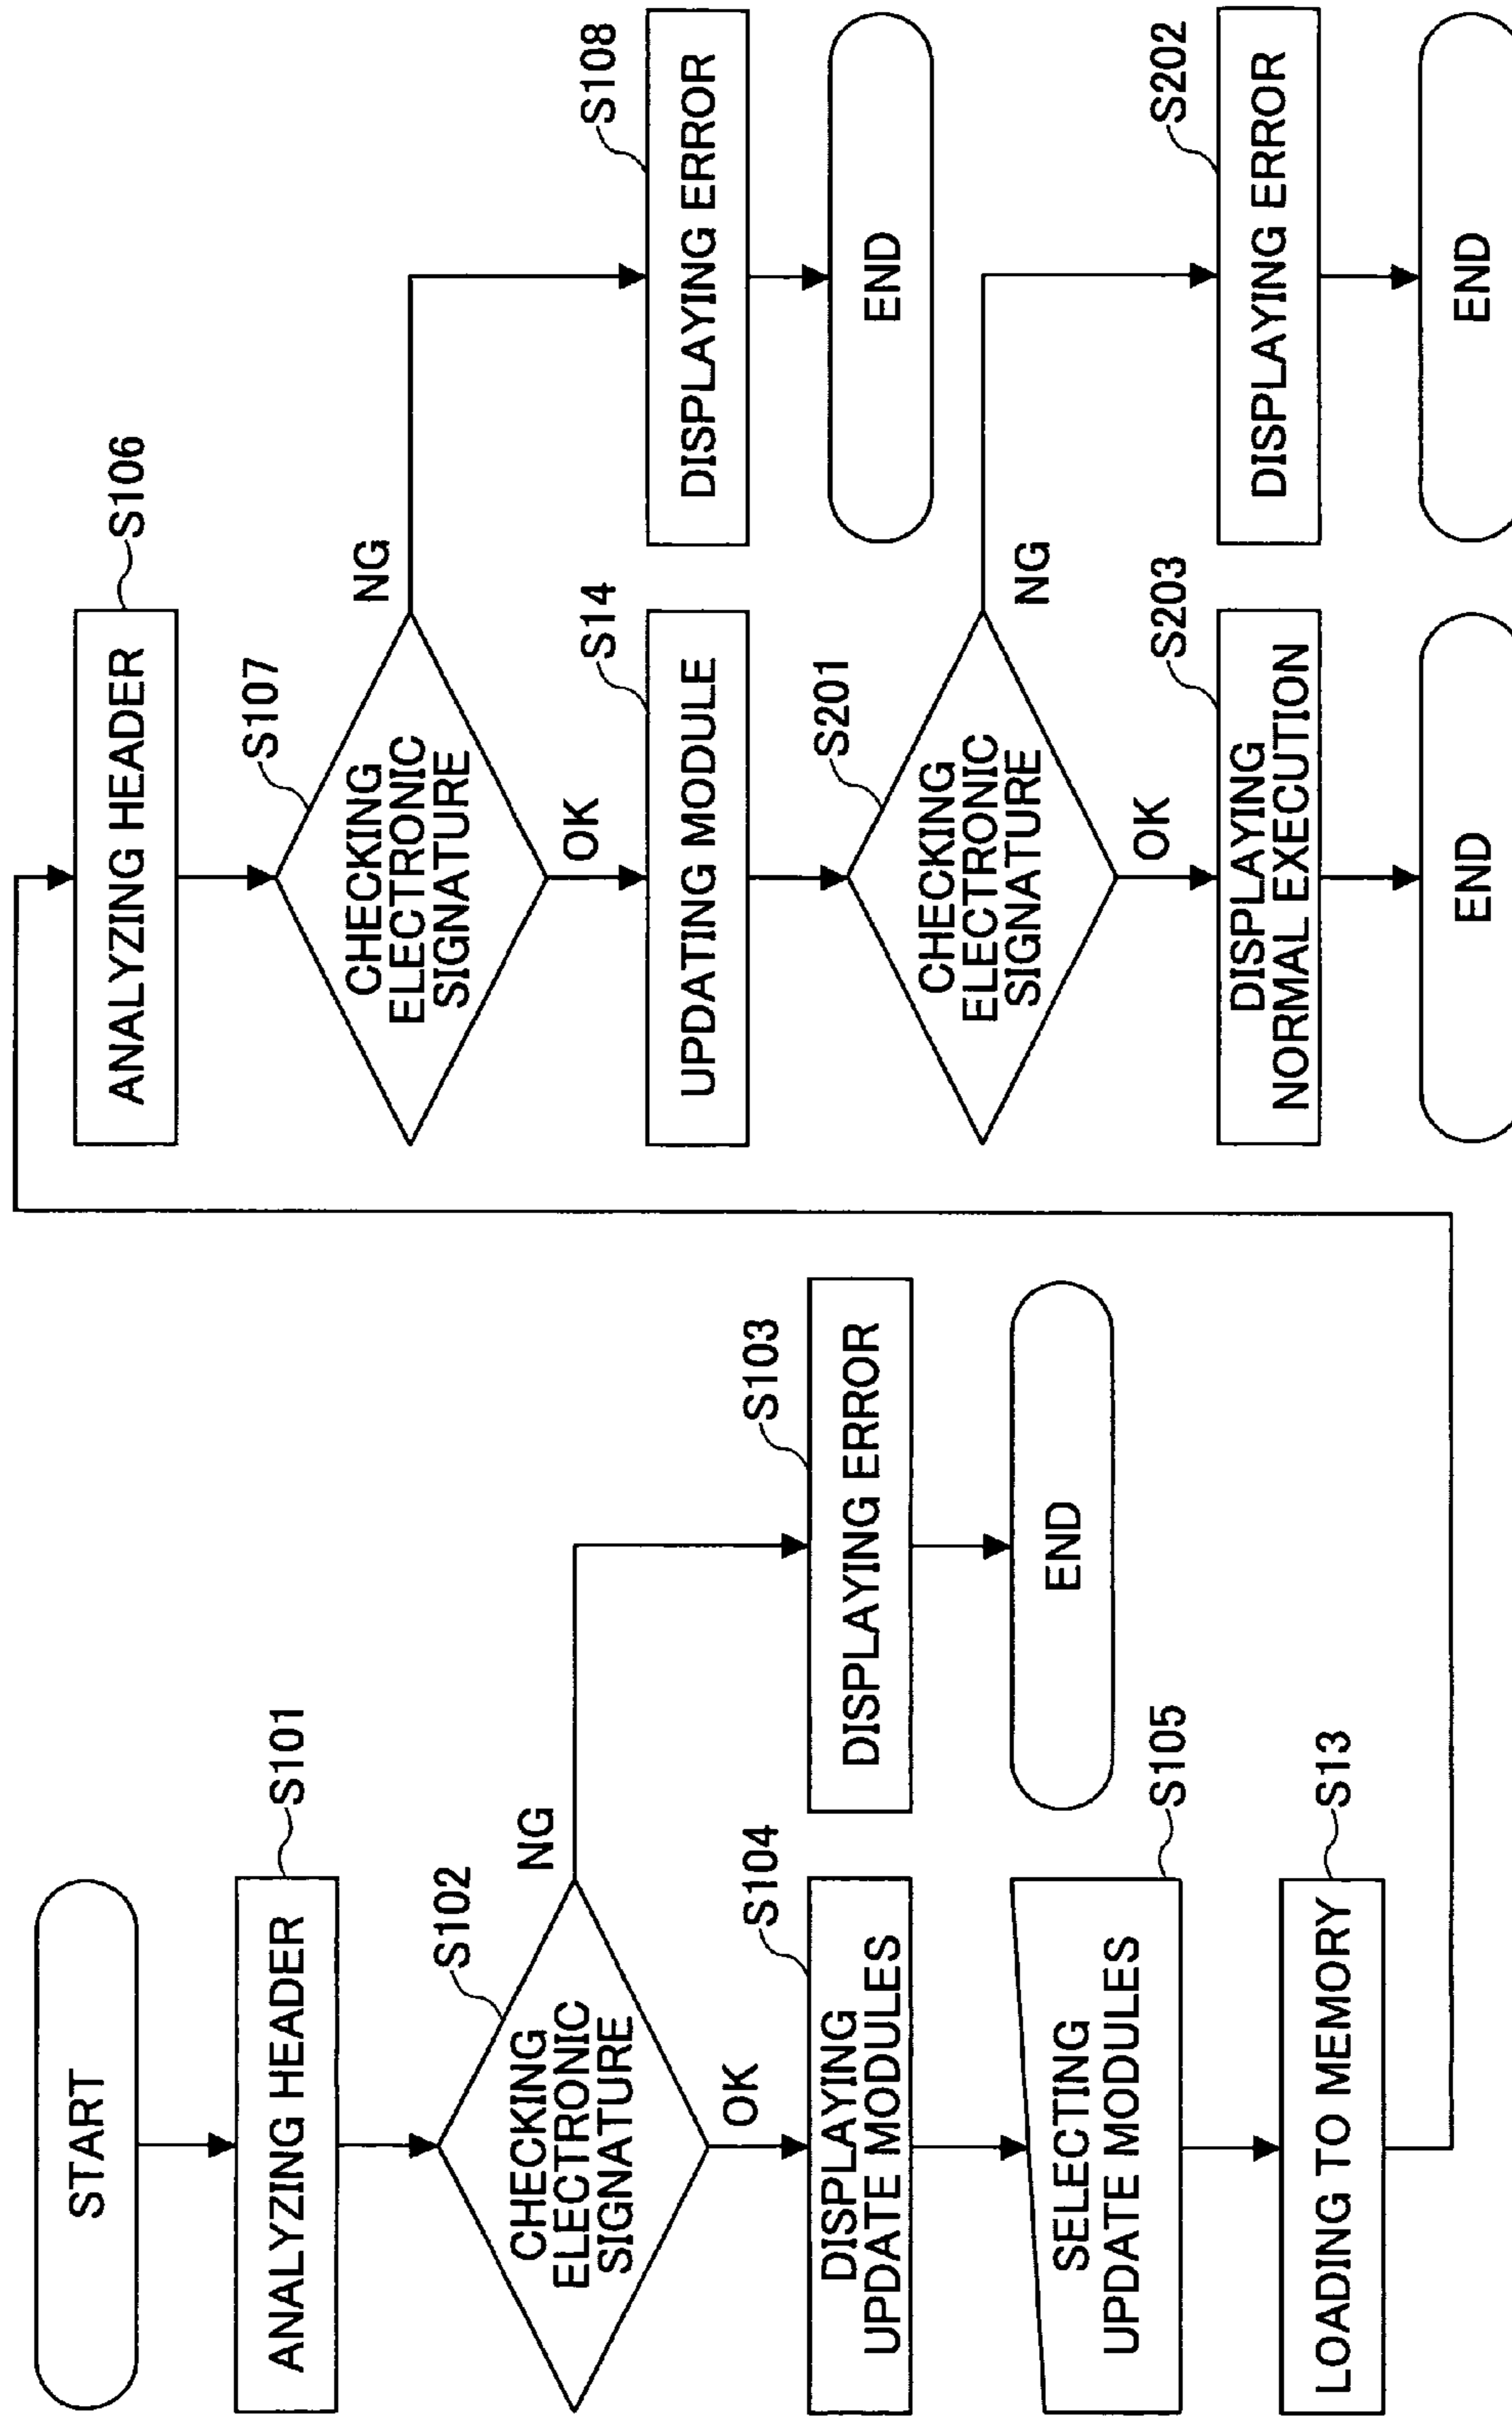 START
ANALYZING HEADER
S101
CHECKING
ELECTRONIC
SIGNATURE
S102
NG
OK
DISPLAYING ERROR
S103
END
DISPLAYING
UPDATE MODULES
S104
SELECTING
UPDATE MODULES
S105
LOADING TO MEMORY
S13
ANALYZING HEADER
S106
CHECKING
ELECTRONIC
SIGNATURE
S107
NG
OK
DISPLAYING ERROR
S108
END
UPDATING MODULE
S14
CHECKING
ELECTRONIC
SIGNATURE
S201
NG
OK
DISPLAYING ERROR
S202
END
DISPLAYING
NORMAL EXECUTION
S203
END